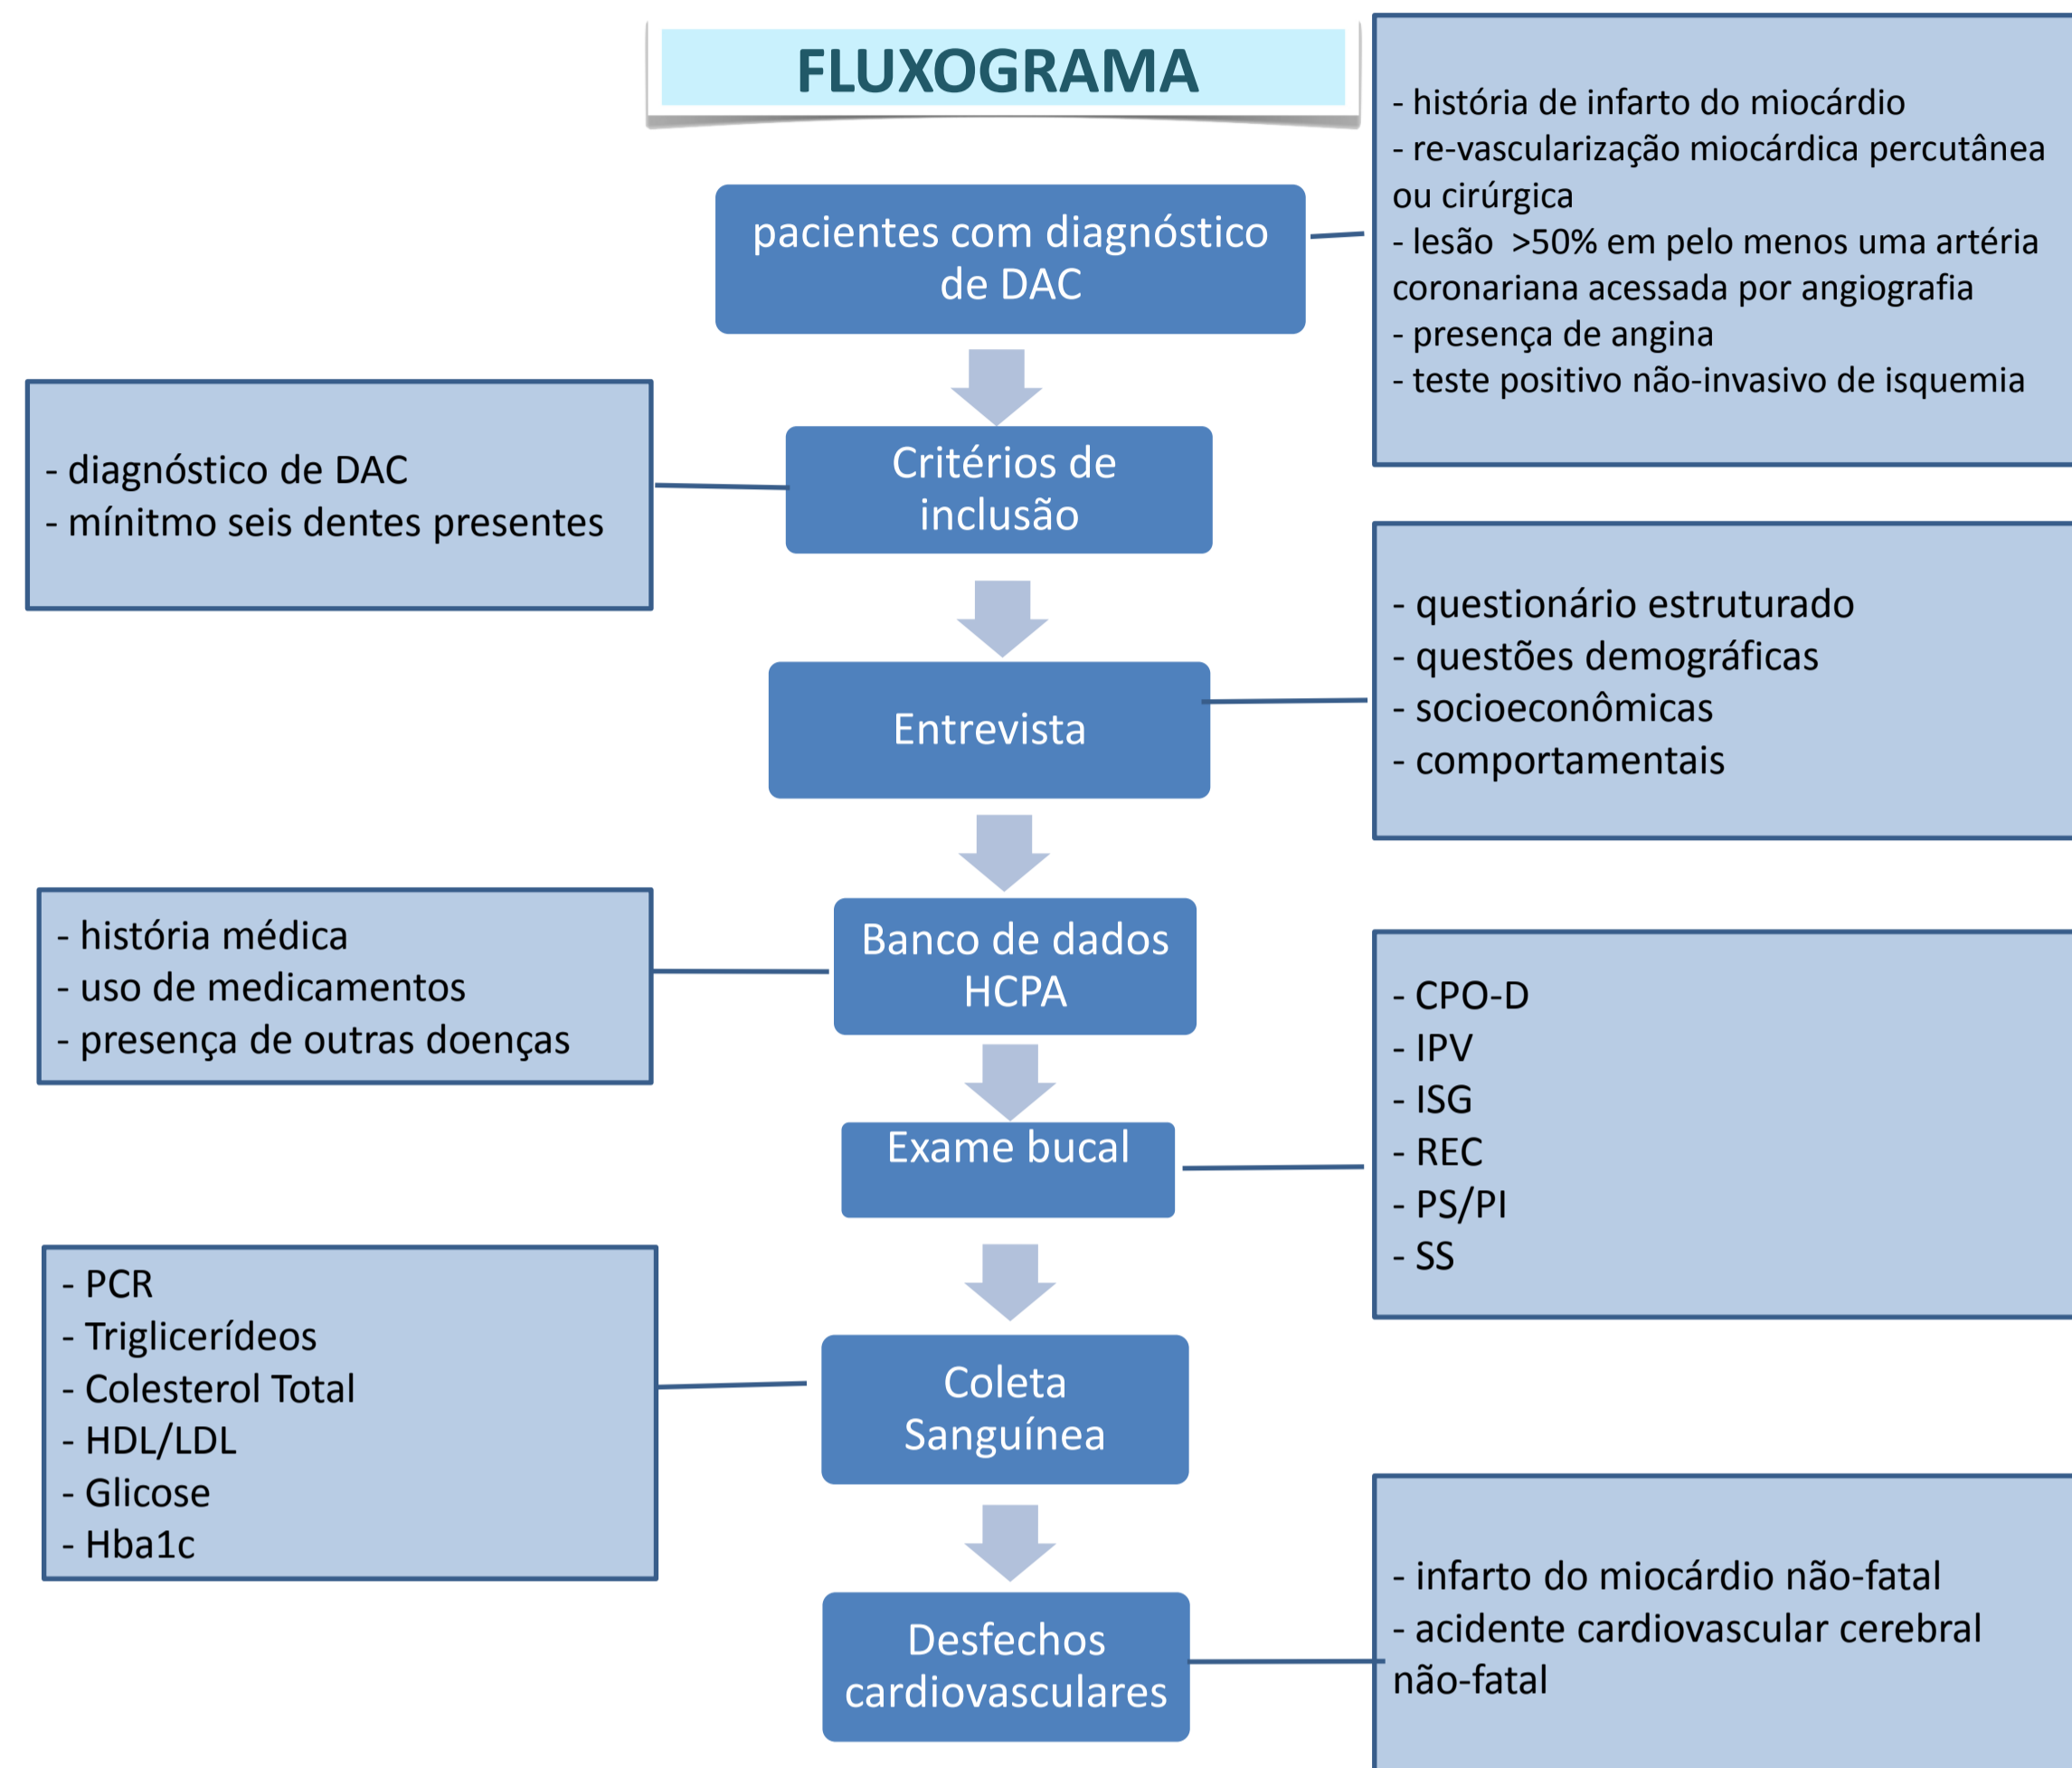 FLUXOGRAMA
pacientes com diagnóstico
de DAC
- história de infarto do miocárdio
- re-vascularização miocárdica percutânea
ou cirúrgica
- lesão  >50% em pelo menos uma artéria
coronariana acessada por angiografia
- presença de angina
- teste positivo não-invasivo de isquemia
Critérios de
inclusão
- diagnóstico de DAC
- mínitmo seis dentes presentes
Entrevista
- questionário estruturado
- questões demográficas
- socioeconômicas
- comportamentais
Banco de dados
HCPA
- história médica
- uso de medicamentos
- presença de outras doenças
Exame bucal
- CPO-D
- IPV
- ISG
- REC
- PS/PI
- SS
Coleta
Sanguínea
- PCR
- Triglicerídeos
- Colesterol Total
- HDL/LDL
- Glicose
- Hba1c
Desfechos
cardiovasculares
- infarto do miocárdio não-fatal
- acidente cardiovascular cerebral
não-fatal